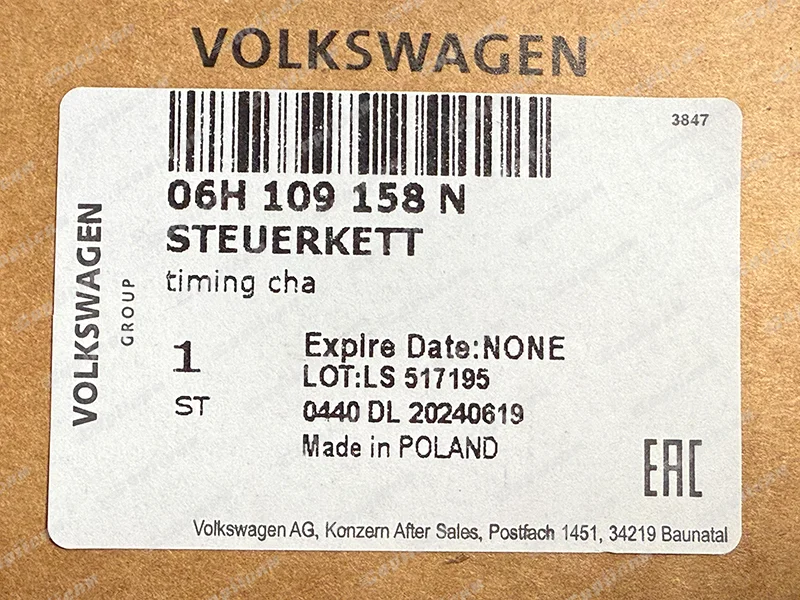 VOLKSWAGEN
3847
06H 109 158 N
STEUERKETT
timing cha
VOLKSWAGEN
GROUP
1
ST
Expire Date:NONE
LOT:LS 517195
0440 DL 20240619
Made in POLAND
EAC
Volkswagen AG, Konzern After Sales, Postfach 1451, 34219 Baunatal